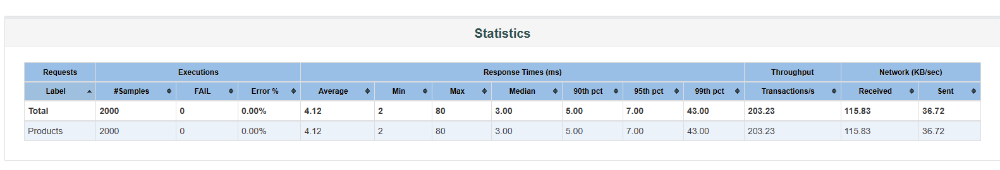 Statistics
Requests Executions Response Times (ms) Throughput Network (KB/sec)
Label #Samples FAIL Error % Average Min Max Median 90th pct 95th pct 99th pct Transactions/s Received Sent
Total 2000 0 0.00% 4.12 2 80 3.00 5.00 7.00 43.00 203.23 115.83 36.72
Products 2000 0 0.00% 4.12 2 80 3.00 5.00 7.00 43.00 203.23 115.83 36.72